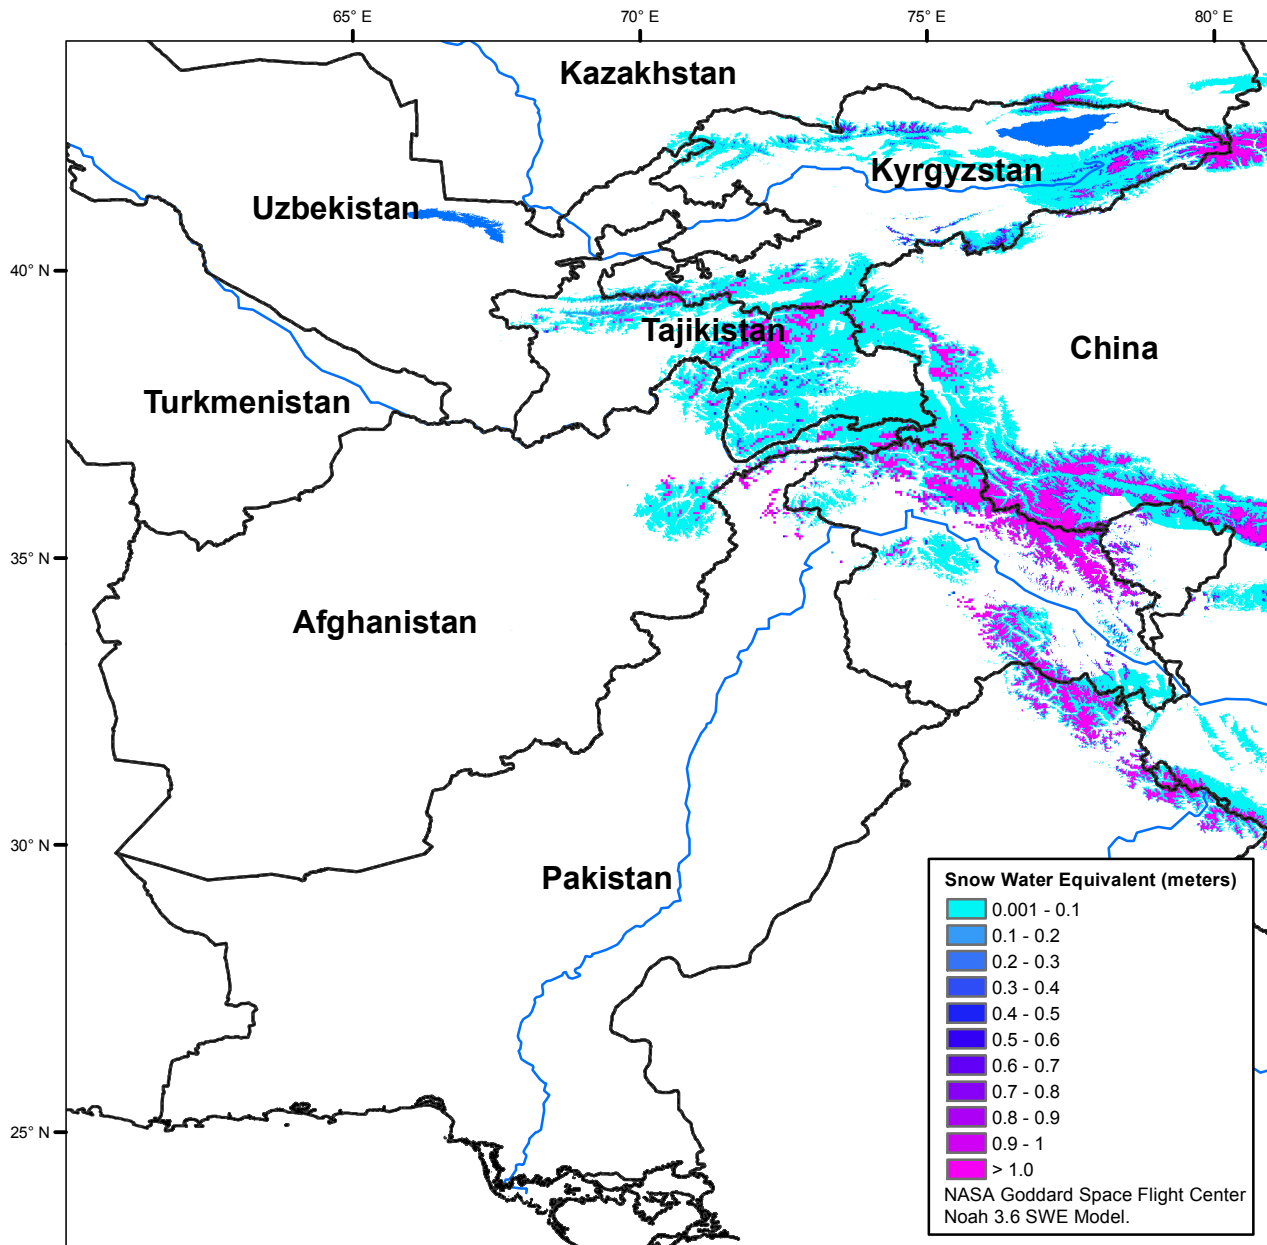 65° E
70° E
75° E
80° E
Kazakhstan
Kyrgyzstan
Uzbekistan
40° N
Tajikistan
China
Turkmenistan
35° N
Afghanistan
30° N
Pakistan
25° N
Snow Water Equivalent (meters)
0.001 - 0.1
0.1 - 0.2
0.2 - 0.3
0.3 - 0.4
0.4 - 0.5
0.5 - 0.6
0.6 - 0.7
0.7 - 0.8
0.8 - 0.9
0.9 - 1
> 1.0
NASA Goddard Space Flight Center
Noah 3.6 SWE Model.